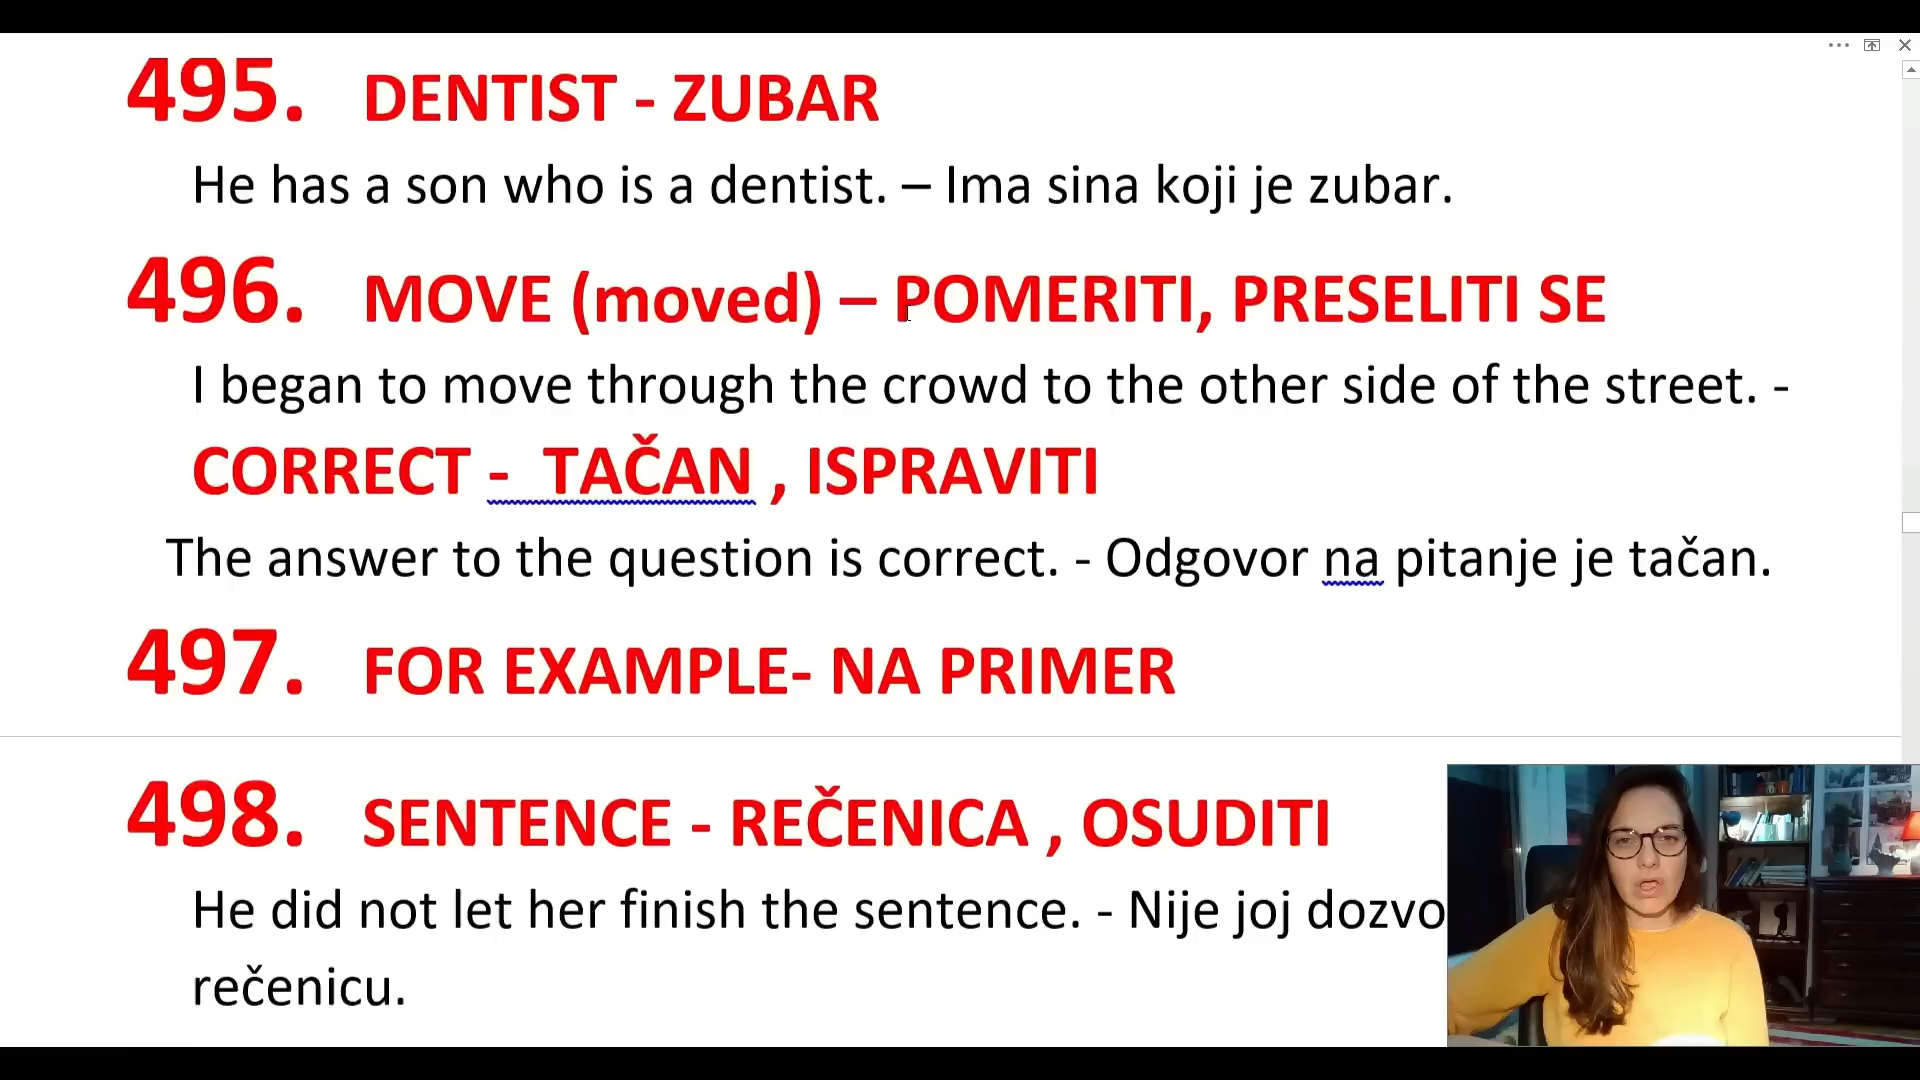 495. DENTIST - ZUBAR
He has a son who is a dentist. – Ima sina koji je zubar.
496. MOVE (moved) – POMERITI, PRESELITI SE
I began to move through the crowd to the other side of the street. -
CORRECT - TAČAN , ISPRAVITI
The answer to the question is correct. - Odgovor na pitanje je tačan.
497. FOR EXAMPLE- NA PRIMER
498. SENTENCE - REČENICA , OSUDITI
He did not let her finish the sentence. - Nije joj
rečenicu.